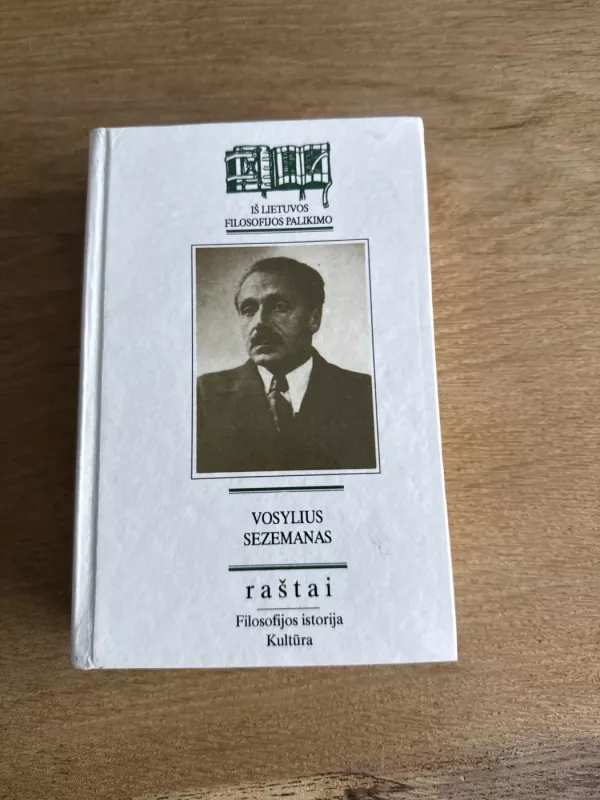 IŠ LIETUVOS
FILOSOFIJOS PALIKIMO
VOSYLIUS
SEZEMANAS
raštai
Filosofijos istorija
Kultūra